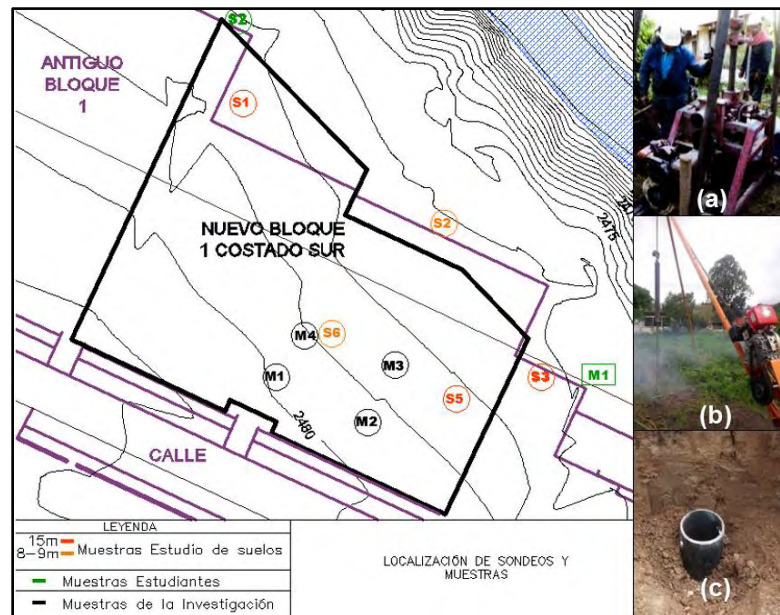 S2
ANTIGUO
BLOQUE
1
S1
NUEVO BLOQUE
1 COSTADO SUR
S2
2475
M4
S6
M1
M3
M2
S5
S3
M1
2480
CALLE
LEYENDA
15m
8-9m
Muestras Estudio de suelos
Muestras Estudiantes
Muestras de la Investigación
LOCALIZACIÓN DE SONDEOS Y
MUESTRAS
(a)
(b)
(c)